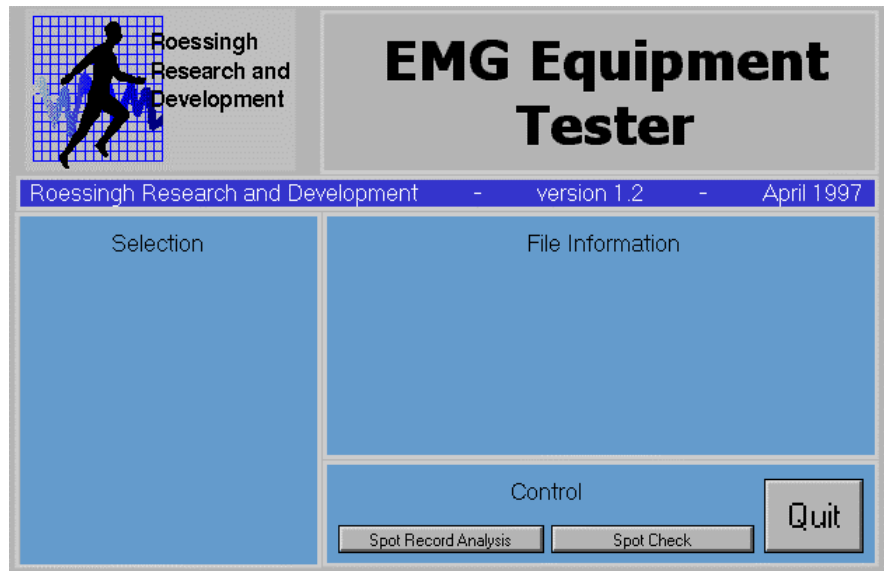 Roessingh
Research and
Development
EMG Equipment
Tester
Roessingh Research and Development - version 1.2 - April 1997
Selection
File Information
Control
Spot Record Analysis
Spot Check
Quit